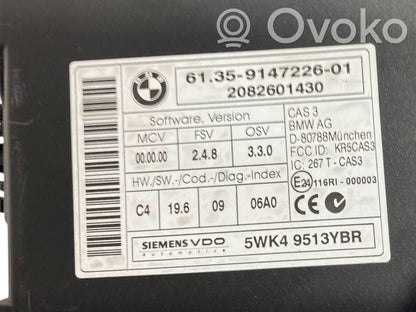 Ovoko
BMW
61.35-9147226-01
2082601430
Software, Version
MCV FSV OSV
00.00.00 2.4.8 3.3.0
CAS 3
BMW AG
D-80788München
FCC ID: KR5CAS3
IC: 267T-CAS3
E24 116RI-000003
HW./SW.-/Cod.-/Diag.-Index
C4 19.6 09 06A0
SIEMENS VDO
Automotive
5WK4 9513YBR